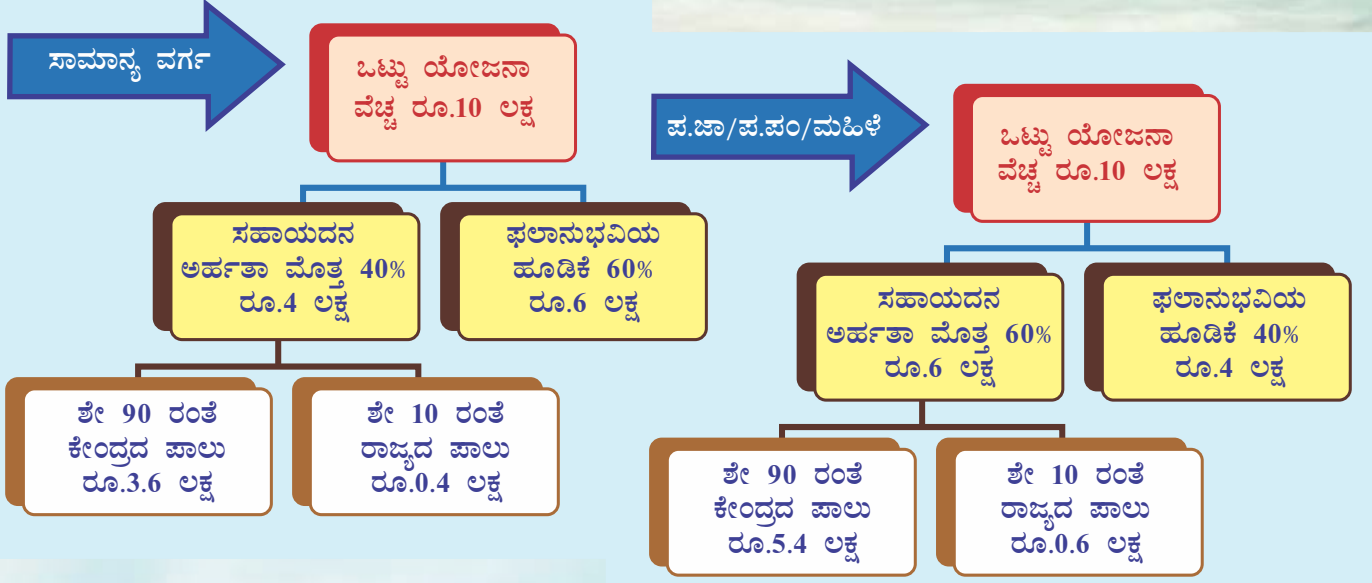 ಸಾಮಾನ್ಯ ವರ್ಗ
ಒಟ್ಟು ಯೋಜನಾ
ವೆಚ್ಚ ರೂ.10 ಲಕ್ಷ
ಸಹಾಯದನ
ಅರ್ಹತಾ ಮೊತ್ತ 40%
ರೂ.4 ಲಕ್ಷ
ಫಲಾನುಭವಿಯ
ಹೂಡಿಕೆ 60%
ರೂ.6 ಲಕ್ಷ
ಶೇ 90 ರಂತೆ
ಕೇಂದ್ರದ ಪಾಲು
ರೂ.3.6 ಲಕ್ಷ
ಶೇ 10 ರಂತೆ
ರಾಜ್ಯದ ಪಾಲು
ರೂ.0.4 ಲಕ್ಷ
ಪ.ಜಾ/ಪ.ಪಂ/ಮಹಿಳೆ
ಒಟ್ಟು ಯೋಜನಾ
ವೆಚ್ಚ ರೂ.10 ಲಕ್ಷ
ಸಹಾಯದನ
ಅರ್ಹತಾ ಮೊತ್ತ 60%
ರೂ.6 ಲಕ್ಷ
ಫಲಾನುಭವಿಯ
ಹೂಡಿಕೆ 40%
ರೂ.4 ಲಕ್ಷ
ಶೇ 90 ರಂತೆ
ಕೇಂದ್ರದ ಪಾಲು
ರೂ.5.4 ಲಕ್ಷ
ಶೇ 10 ರಂತೆ
ರಾಜ್ಯದ ಪಾಲು
ರೂ.0.6 ಲಕ್ಷ